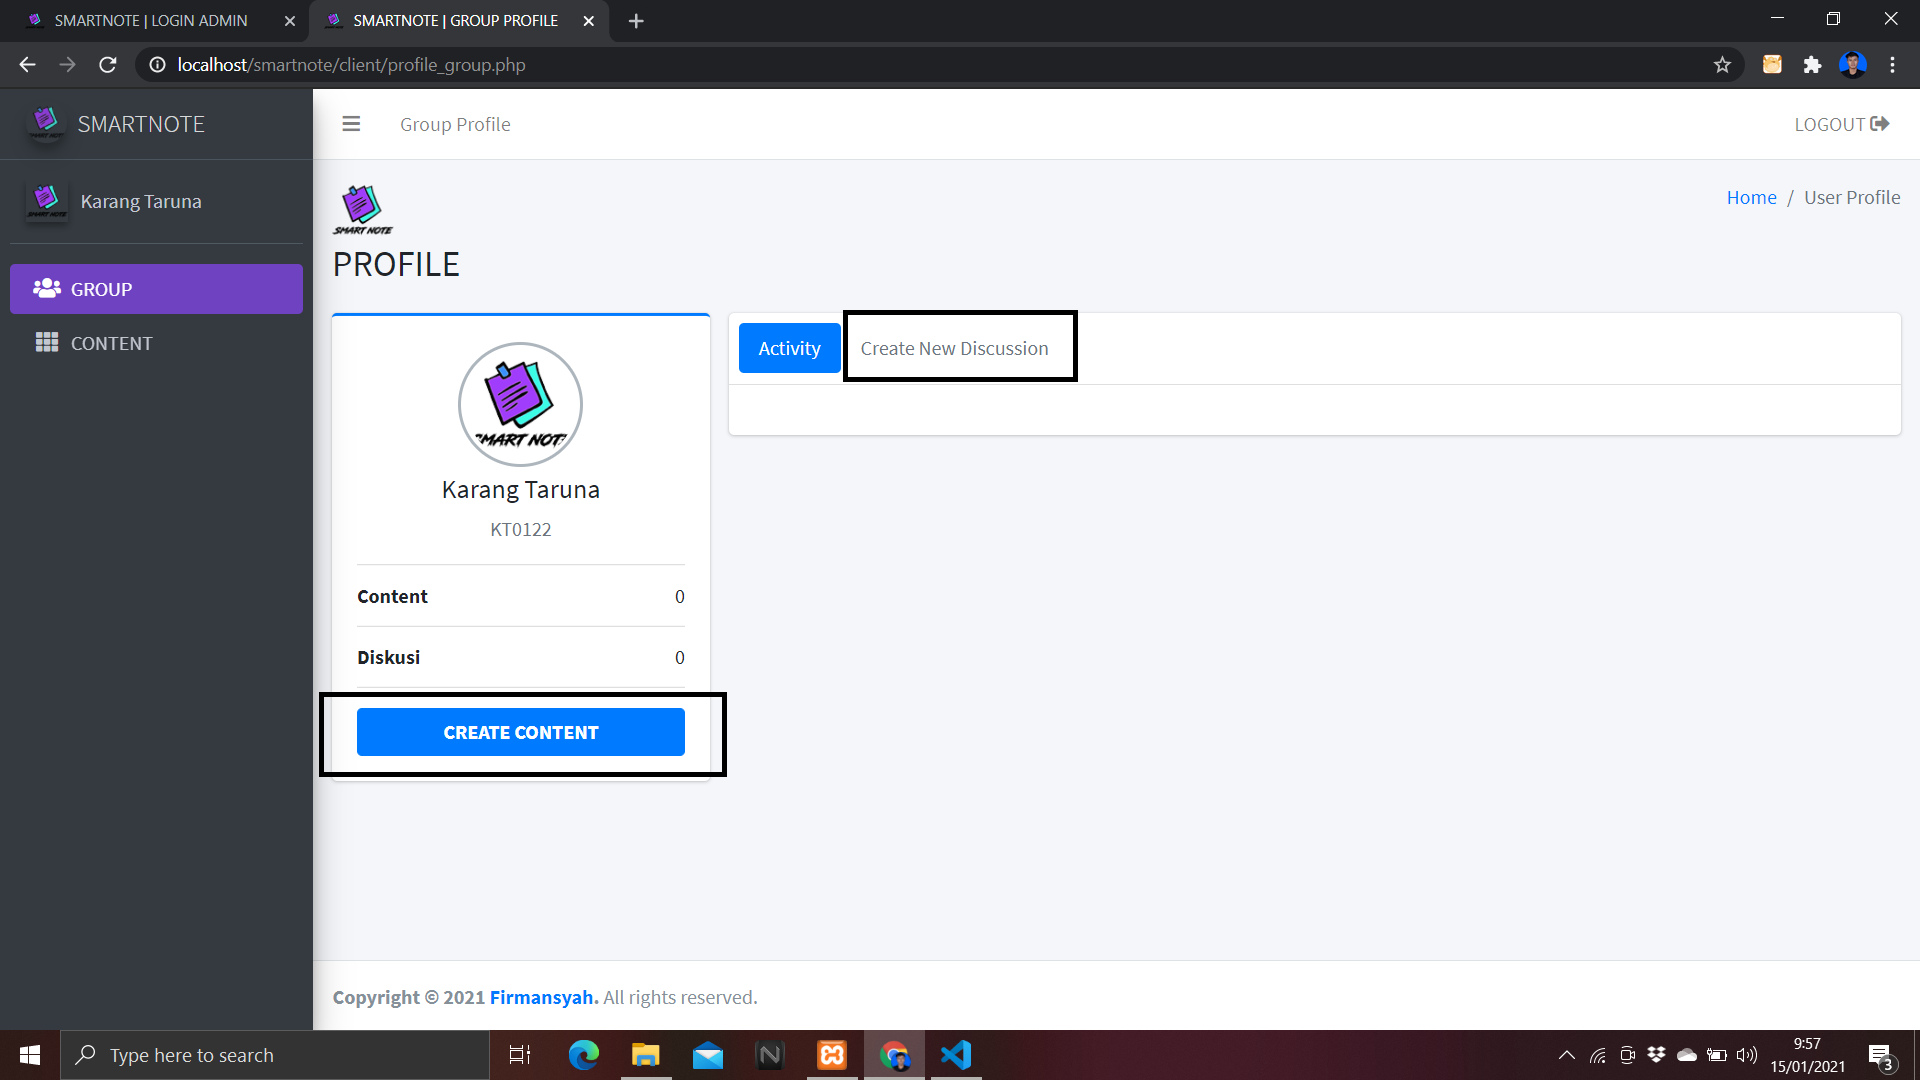 SMARTNOTE | LOGIN ADMIN
SMARTNOTE | GROUP PROFILE
localhost/smartnote/client/profile_group.php
SMARTNOTE
Group Profile
LOGOUT
Karang Taruna
SMART NOTE
Home / User Profile
PROFILE
GROUP
CONTENT
Activity
Create New Discussion
Karang Taruna
KT0122
Content 0
Diskusi 0
CREATE CONTENT
Copyright © 2021 Firmansyah. All rights reserved.
Type here to search
9:57
15/01/2021
3